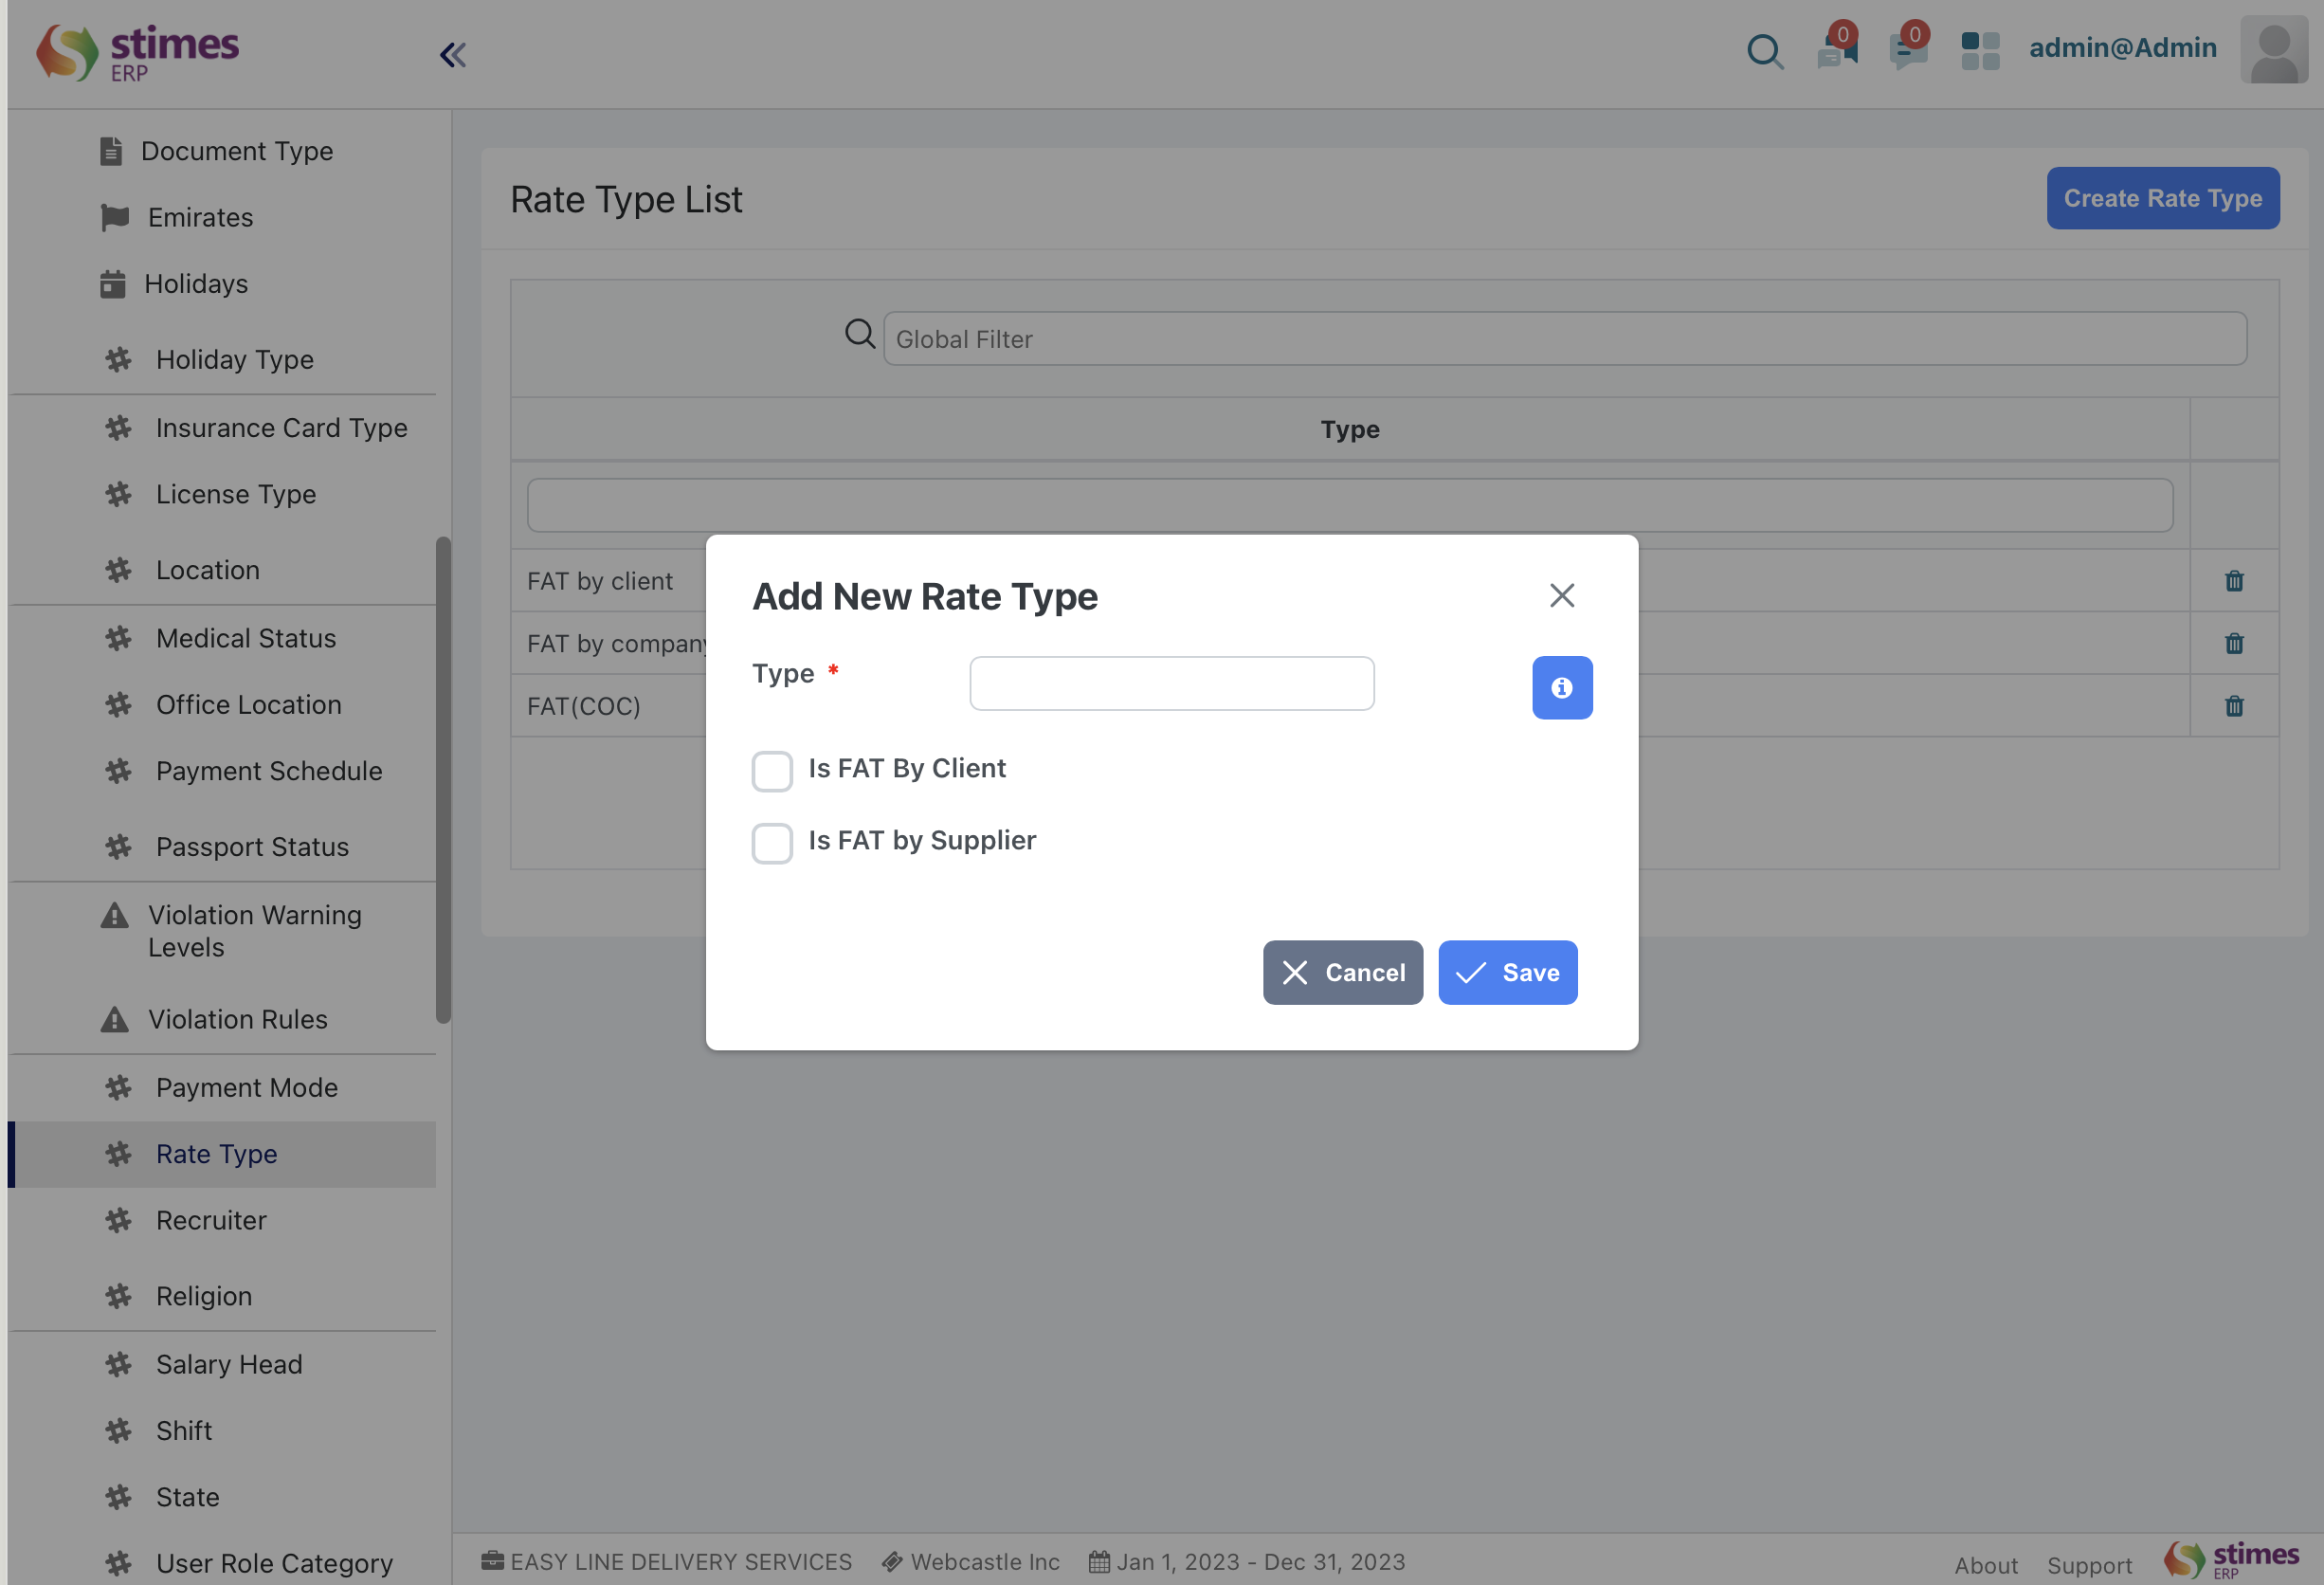 stimes
ERP
0
0
admin@Admin
Document Type
Emirates
Holidays
Holiday Type
Insurance Card Type
License Type
Location
Medical Status
Office Location
Payment Schedule
Passport Status
Violation Warning
Levels
Violation Rules
Payment Mode
Rate Type
Recruiter
Religion
Salary Head
Shift
State
User Role Category
Rate Type List
Create Rate Type
Global Filter
Type
FAT by client
FAT by company
FAT(COC)
Add New Rate Type
Type *
Is FAT By Client
Is FAT by Supplier
Cancel
Save
EASY LINE DELIVERY SERVICES
Webcastle Inc
Jan 1, 2023 - Dec 31, 2023
About
Support
stimes
ERP